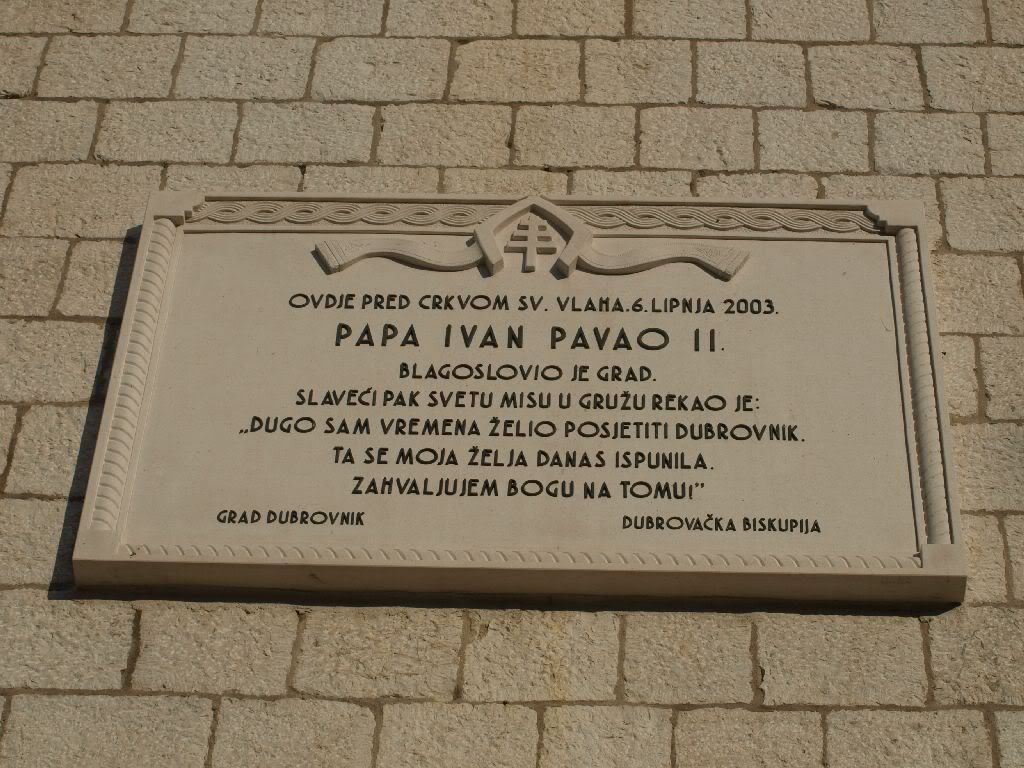 OVDJE PRED CRKVOM SV. VLAHA.6.LIPNJA 2003.
PAPA IVAN PAVAO II.
BLAGOSLOVIO JE GRAD.
SLAVEĆI PAK SVETU MISU U GRUŽU REKAO JE:
„DUGO SAM VREMENA ŽELIO POSJETITI DUBROVNIK.
TA SE MOJA ŽELJA DANAS ISPUNILA.
ZAHVALJUJEM BOGU NA TOMU!”
GRAD DUBROVNIK
DUBROVAČKA BISKUPIJA